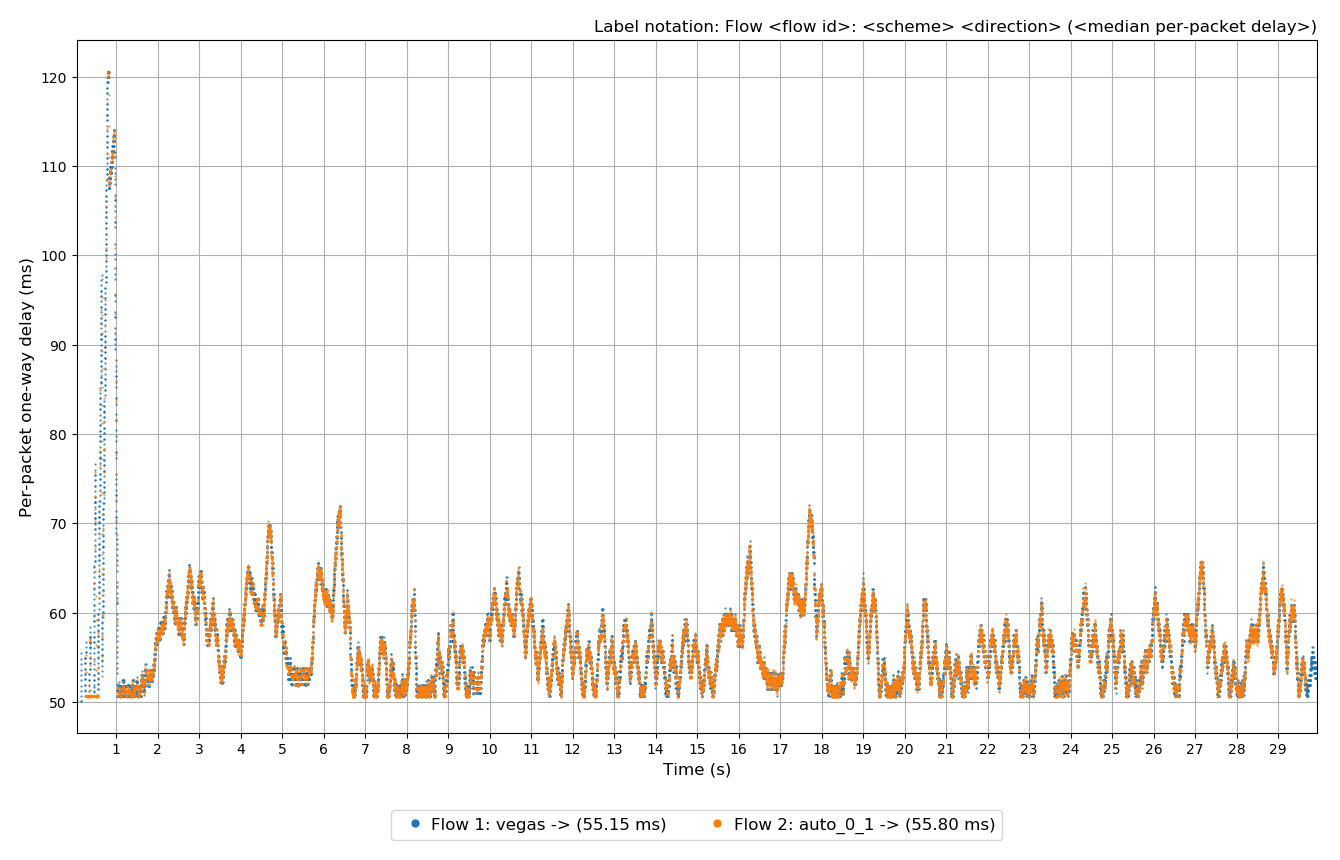 Label notation: Flow <flow id>: <scheme> <direction> (<median per-packet delay>)
120
110
100
90
80
70
60
50
Per-packet one-way delay (ms)
1 2 3 4 5 6 7 8 9 10 11 12 13 14 15 16 17 18 19 20 21 22 23 24 25 26 27 28 29
Time (s)
Flow 1: vegas -> (55.15 ms) Flow 2: auto_0_1 -> (55.80 ms)